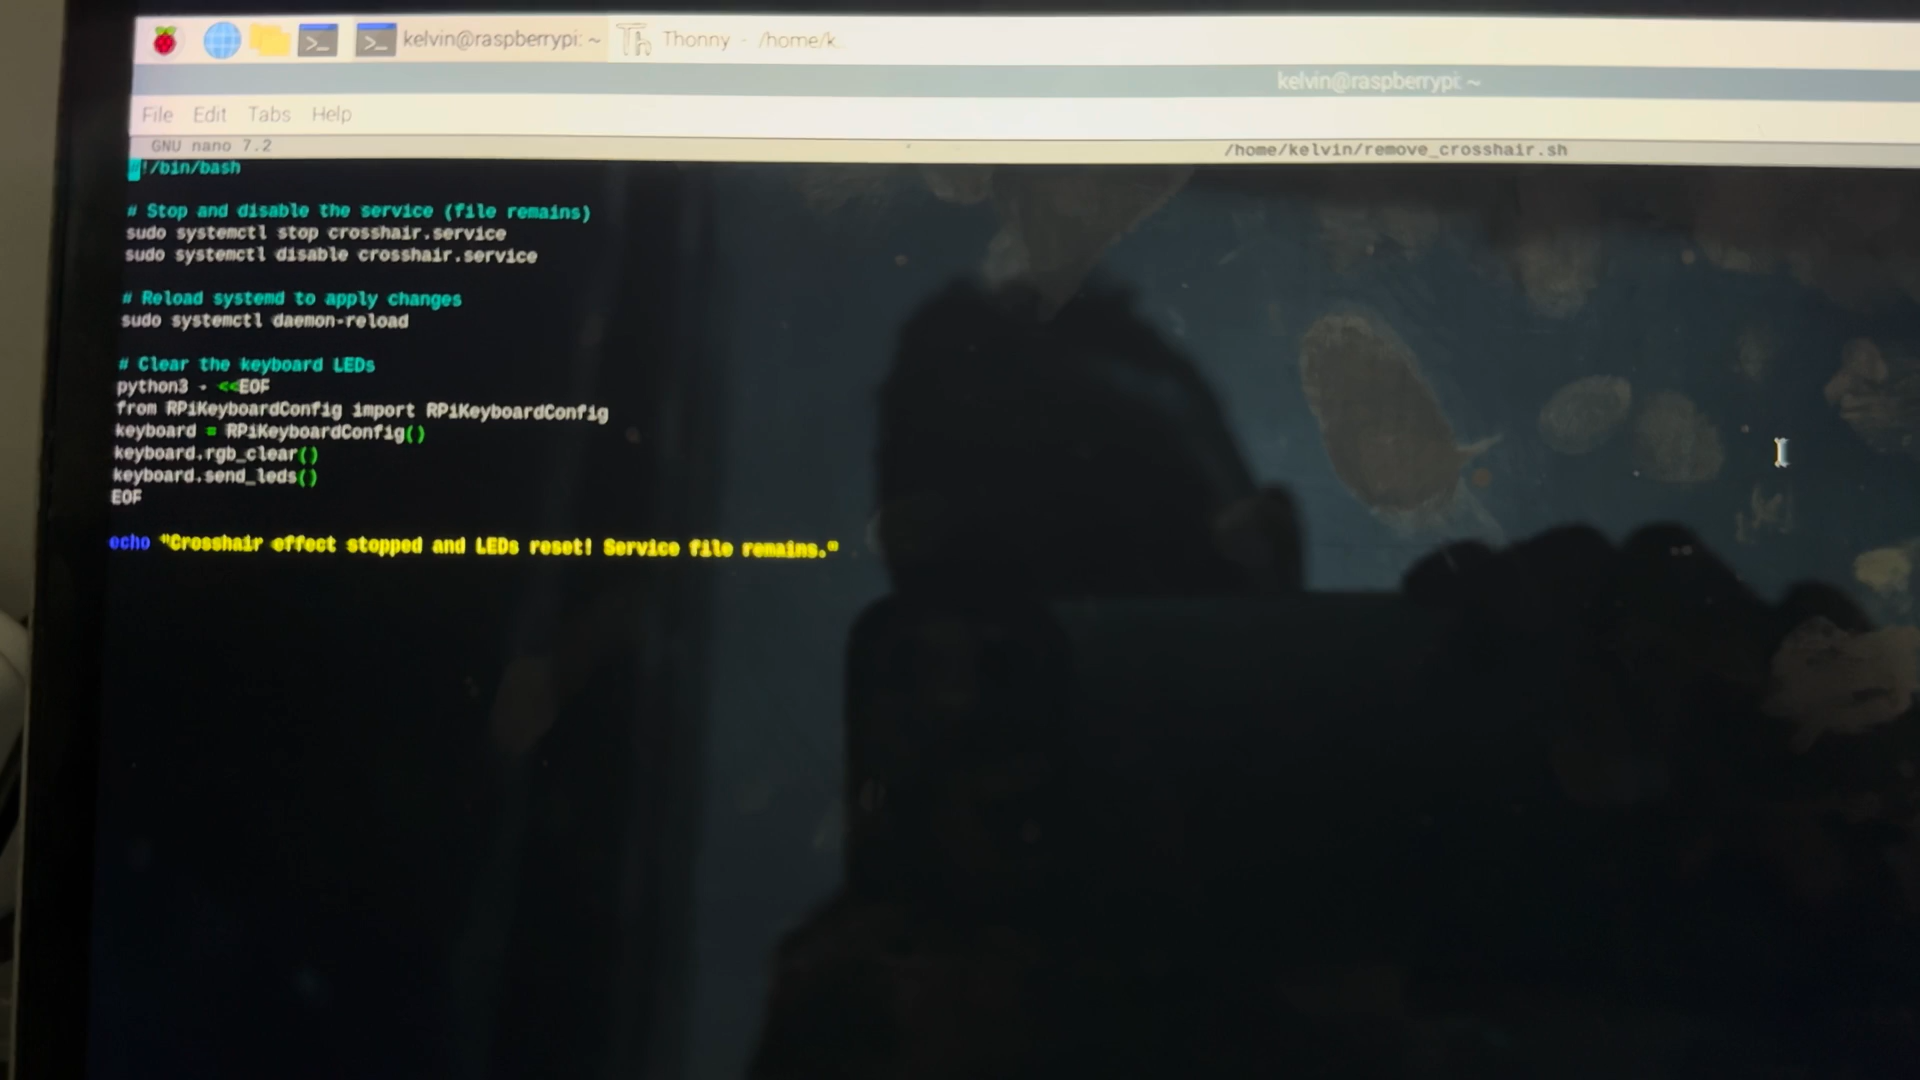 kelvin@raspberrypi: ~
Thonny - /home/k
kelvin@raspberrypi: ~
File Edit Tabs Help
GNU nano 7.2
/home/kelvin/remove_crosshair.sh
#!/bin/bash
# Stop and disable the service (file remains)
sudo systemctl stop crosshair.service
sudo systemctl disable crosshair.service
# Reload systemd to apply changes
sudo systemctl daemon-reload
# Clear the keyboard LEDs
python3 - <<EOF
from RPiKeyboardConfig import RPiKeyboardConfig
keyboard = RPiKeyboardConfig()
keyboard.rgb_clear()
keyboard.send_leds()
EOF
echo "Crosshair effect stopped and LEDs reset! Service file remains."